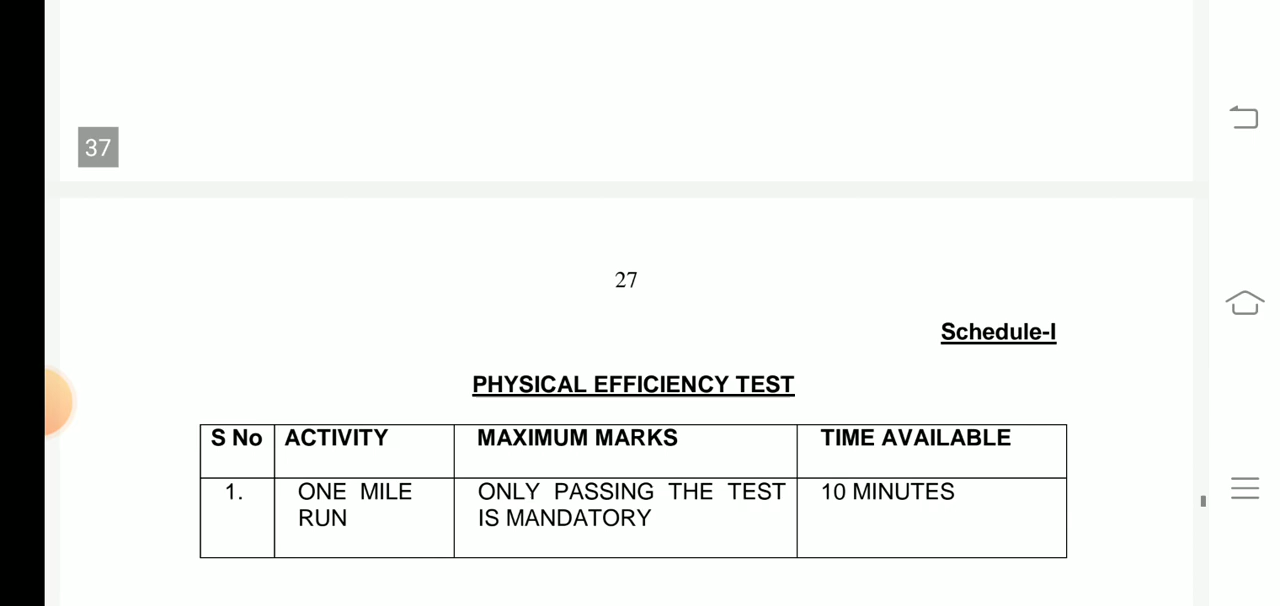 37
27
Schedule-I
PHYSICAL EFFICIENCY TEST
S No ACTIVITY MAXIMUM MARKS TIME AVAILABLE
1. ONE MILE ONLY PASSING THE TEST 10 MINUTES
RUN IS MANDATORY